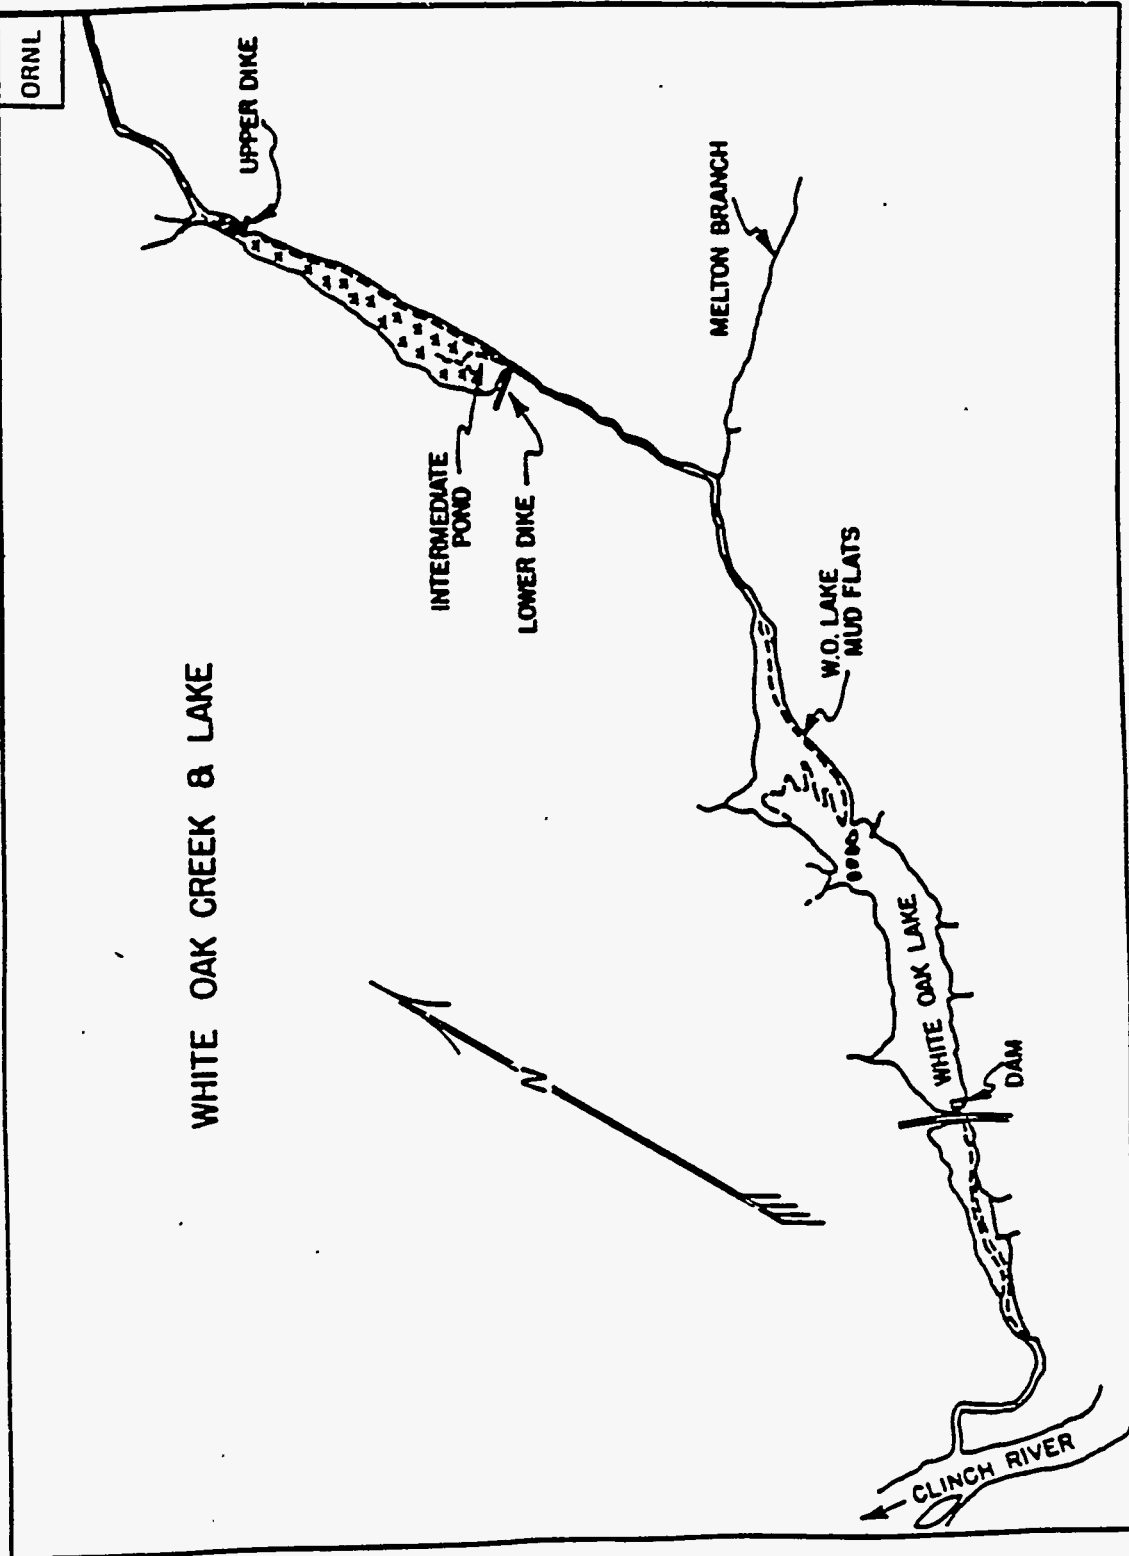 WHITE OAK CREEK & LAKE
ORNL
UPPER DIKE
INTERMEDIATE
POND
LOWER DIKE
MELTON BRANCH
W.O. LAKE
MUD FLATS
N
WHITE OAK LAKE
DAM
CLINCH RIVER